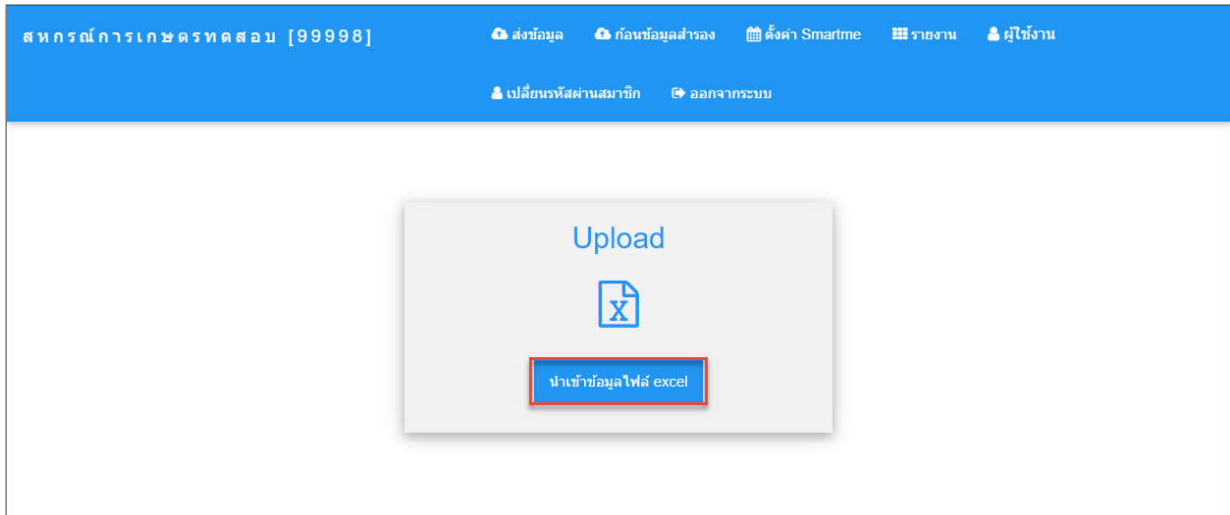 สหกรณ์การเกษตรทดสอบ [99998] ส่งข้อมูล ก้อนข้อมูลสำรอง ตั้งค่า Smartme รายงาน ผู้ใช้งาน
เปลี่ยนรหัสผ่านสมาชิก ออกจากระบบ
Upload
X
นำเข้าข้อมูลไฟล์ excel